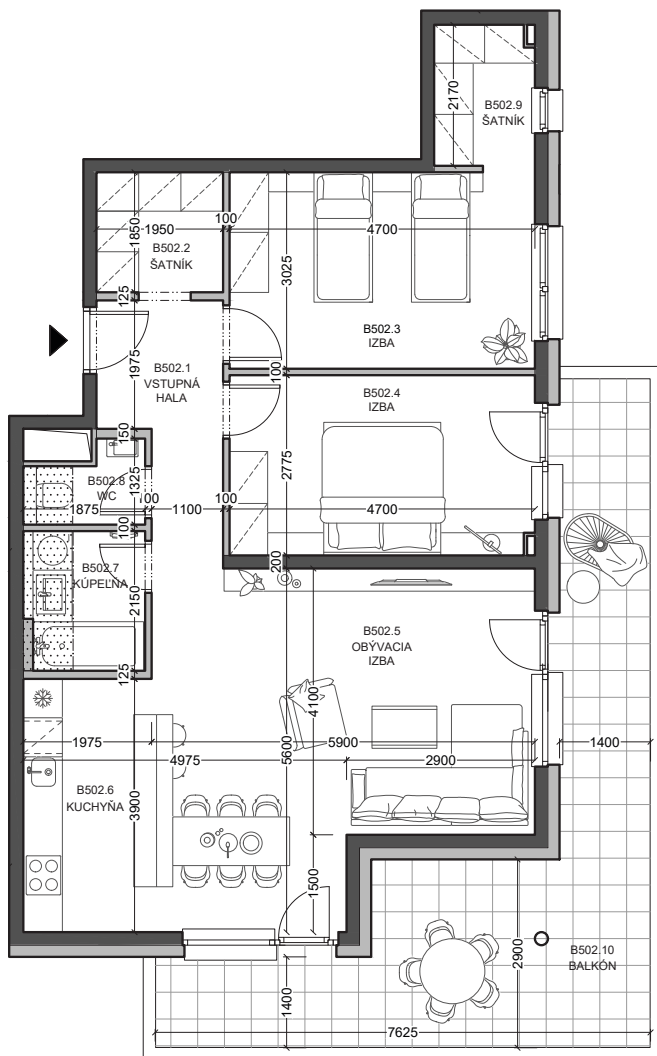 2170
B502.9
ŠATNÍK
1950
100
4700
1850
B502.2
ŠATNÍK
3025
125
B502.3
IZBA
B502.1
VSTUPNÁ
HALA
1975
100
B502.4
IZBA
150
2775
B502.8
WC
1325
1875
100
1100
100
4700
100
200
B502.7
KÚPEĽŇA
2150
B502.5
OBÝVACIA
IZBA
125
4100
1975
5900
1400
4975
5600
2900
B502.6
KUCHYŇA
3900
1500
2900
B502.10
BALKÓN
1400
7625